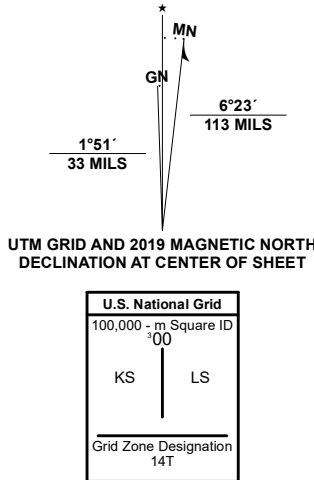 ★
MN
GN
6°23´
113 MILS
1°51´
33 MILS
UTM GRID AND 2019 MAGNETIC NORTH
DECLINATION AT CENTER OF SHEET
U.S. National Grid
100,000 - m Square ID
³00
KS LS
Grid Zone Designation
14T